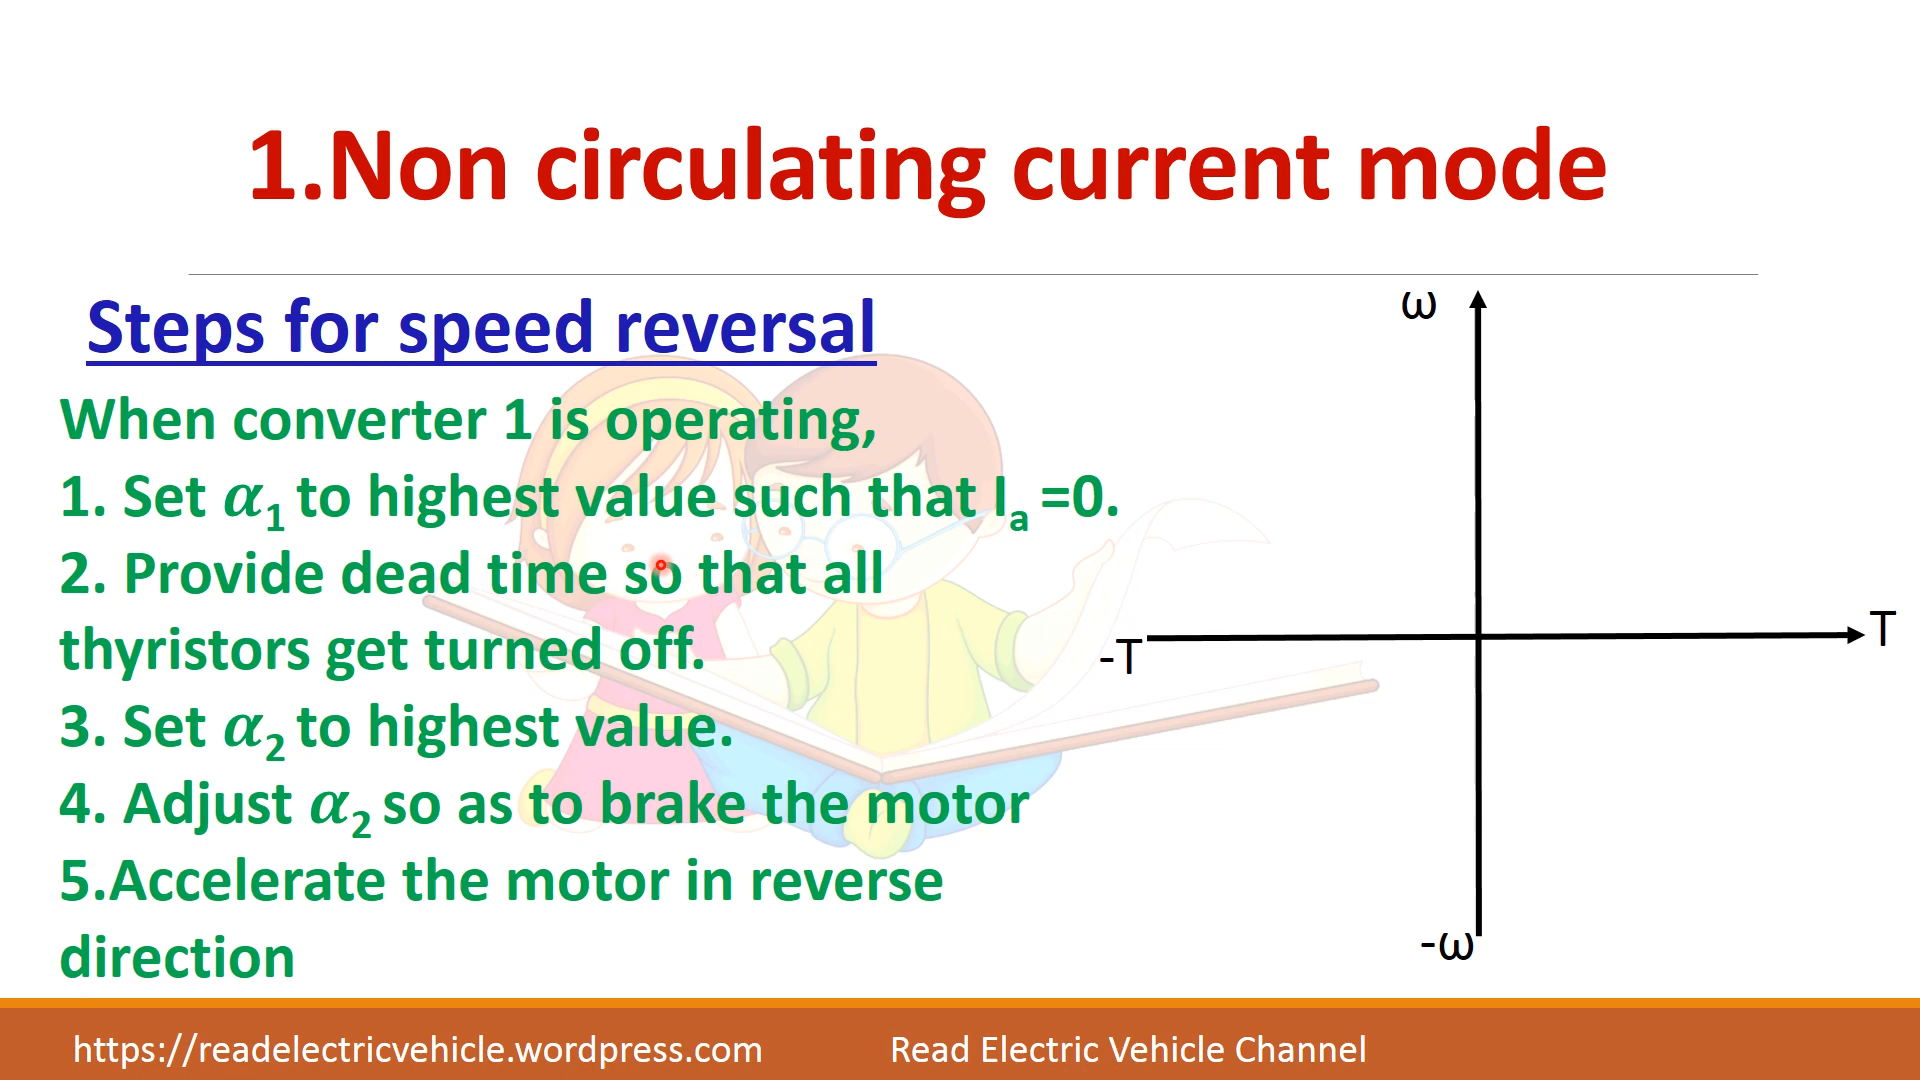 1.Non circulating current mode
Steps for speed reversal
When converter 1 is operating,
1. Set α₁ to highest value such that Iₐ =0.
2. Provide dead time so that all
thyristors get turned off.
3. Set α₂ to highest value.
4. Adjust α₂ so as to brake the motor
5.Accelerate the motor in reverse
direction
ω
T
-T
-ω
https://readelectricvehicle.wordpress.com
Read Electric Vehicle Channel